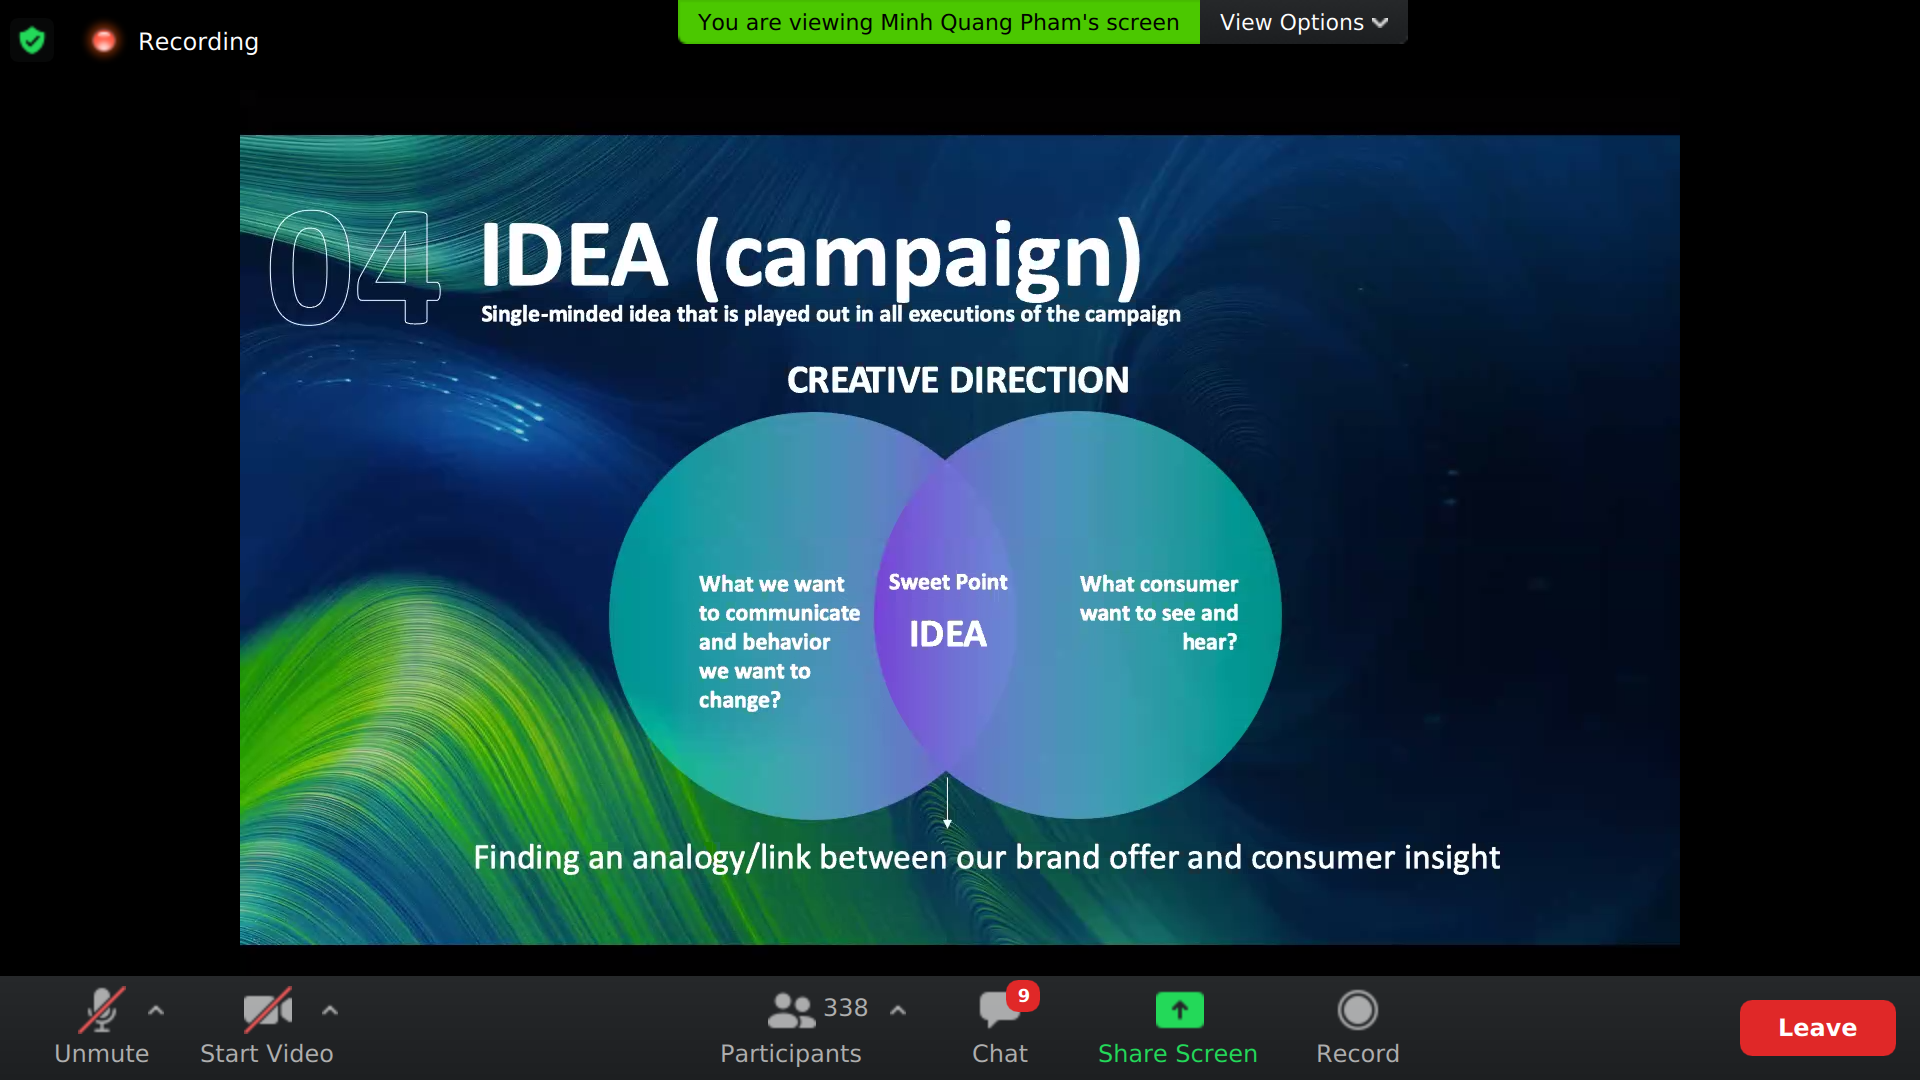 Recording
You are viewing Minh Quang Pham's screen
View Options
04
IDEA (campaign)
Single-minded idea that is played out in all executions of the campaign
CREATIVE DIRECTION
What we want
to communicate
and behavior
we want to
change?
Sweet Point
IDEA
What consumer
want to see and
hear?
Finding an analogy/link between our brand offer and consumer insight
Unmute
Start Video
338
Participants
9
Chat
Share Screen
Record
Leave